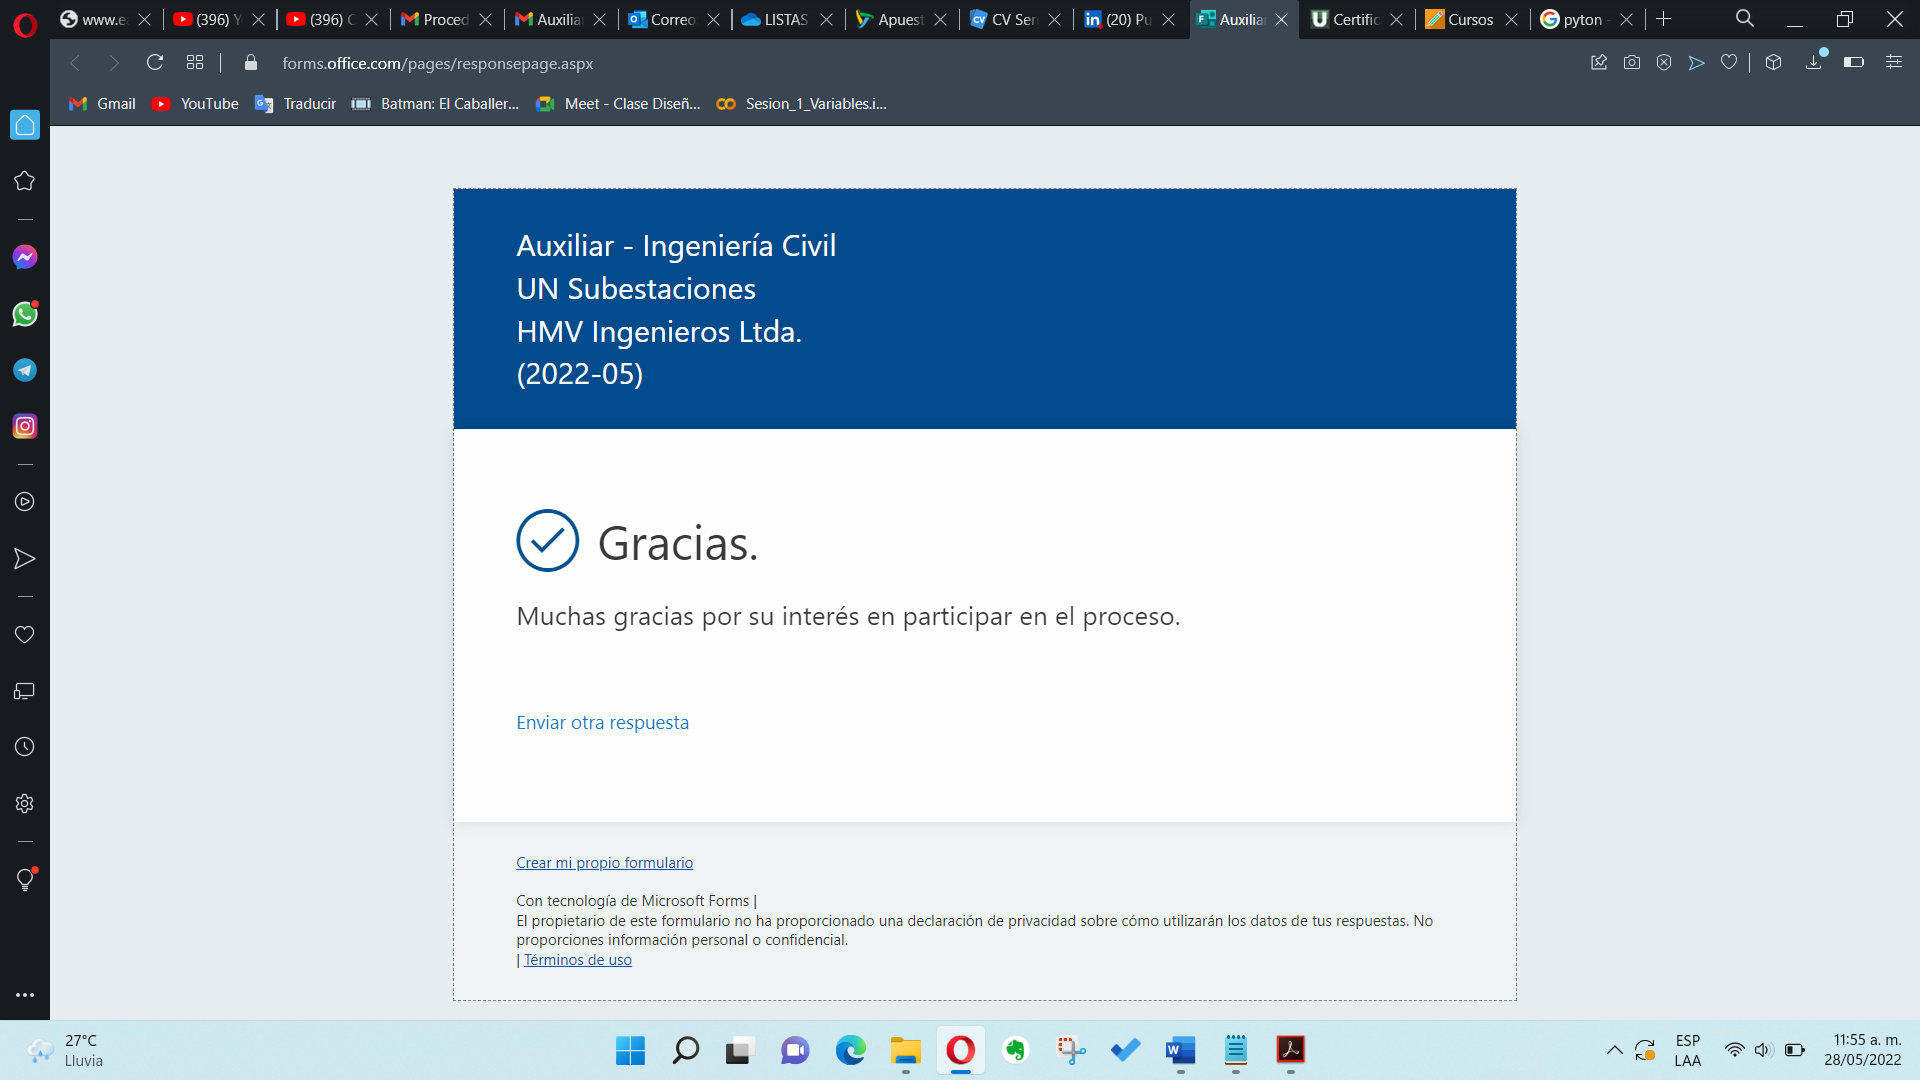 www.ea
(396) Y
(396) C
Proced
Auxiliar
Correo
LISTAS
Apuest
CV Serg
(20) Pu
Auxiliar
Certific
Cursos
pyton -
forms.office.com/pages/responsepage.aspx
Gmail
YouTube
Traducir
Batman: El Caballer...
Meet - Clase Diseñ...
Sesion_1_Variables.i...
Auxiliar - Ingeniería Civil
UN Subestaciones
HMV Ingenieros Ltda.
(2022-05)
Gracias.
Muchas gracias por su interés en participar en el proceso.
Enviar otra respuesta
Crear mi propio formulario
Con tecnología de Microsoft Forms |
El propietario de este formulario no ha proporcionado una declaración de privacidad sobre cómo utilizarán los datos de tus respuestas. No
proporciones información personal o confidencial.
| Términos de uso
27°C
Lluvia
ESP
LAA
11:55 a. m.
28/05/2022